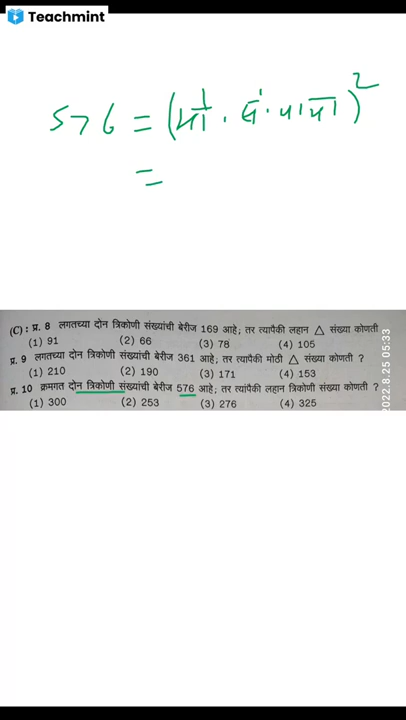 Teachmint
576 = ( )²
=
(C) : प्र. 8 लगतच्या दोन त्रिकोणी संख्यांची बेरीज 169 आहे; तर त्यापैकी लहान △ संख्या कोणती
(1) 91 (2) 66 (3) 78 (4) 105
प्र. 9 लगतच्या दोन त्रिकोणी संख्यांची बेरीज 361 आहे; तर त्यापैकी मोठी △ संख्या कोणती ?
(1) 210 (2) 190 (3) 171 (4) 153
प्र. 10 क्रमगत दोन त्रिकोणी संख्यांची बेरीज 576 आहे; तर त्यांपैकी लहान त्रिकोणी संख्या कोणती ?
(1) 300 (2) 253 (3) 276 (4) 325
2022.8.25 05:33